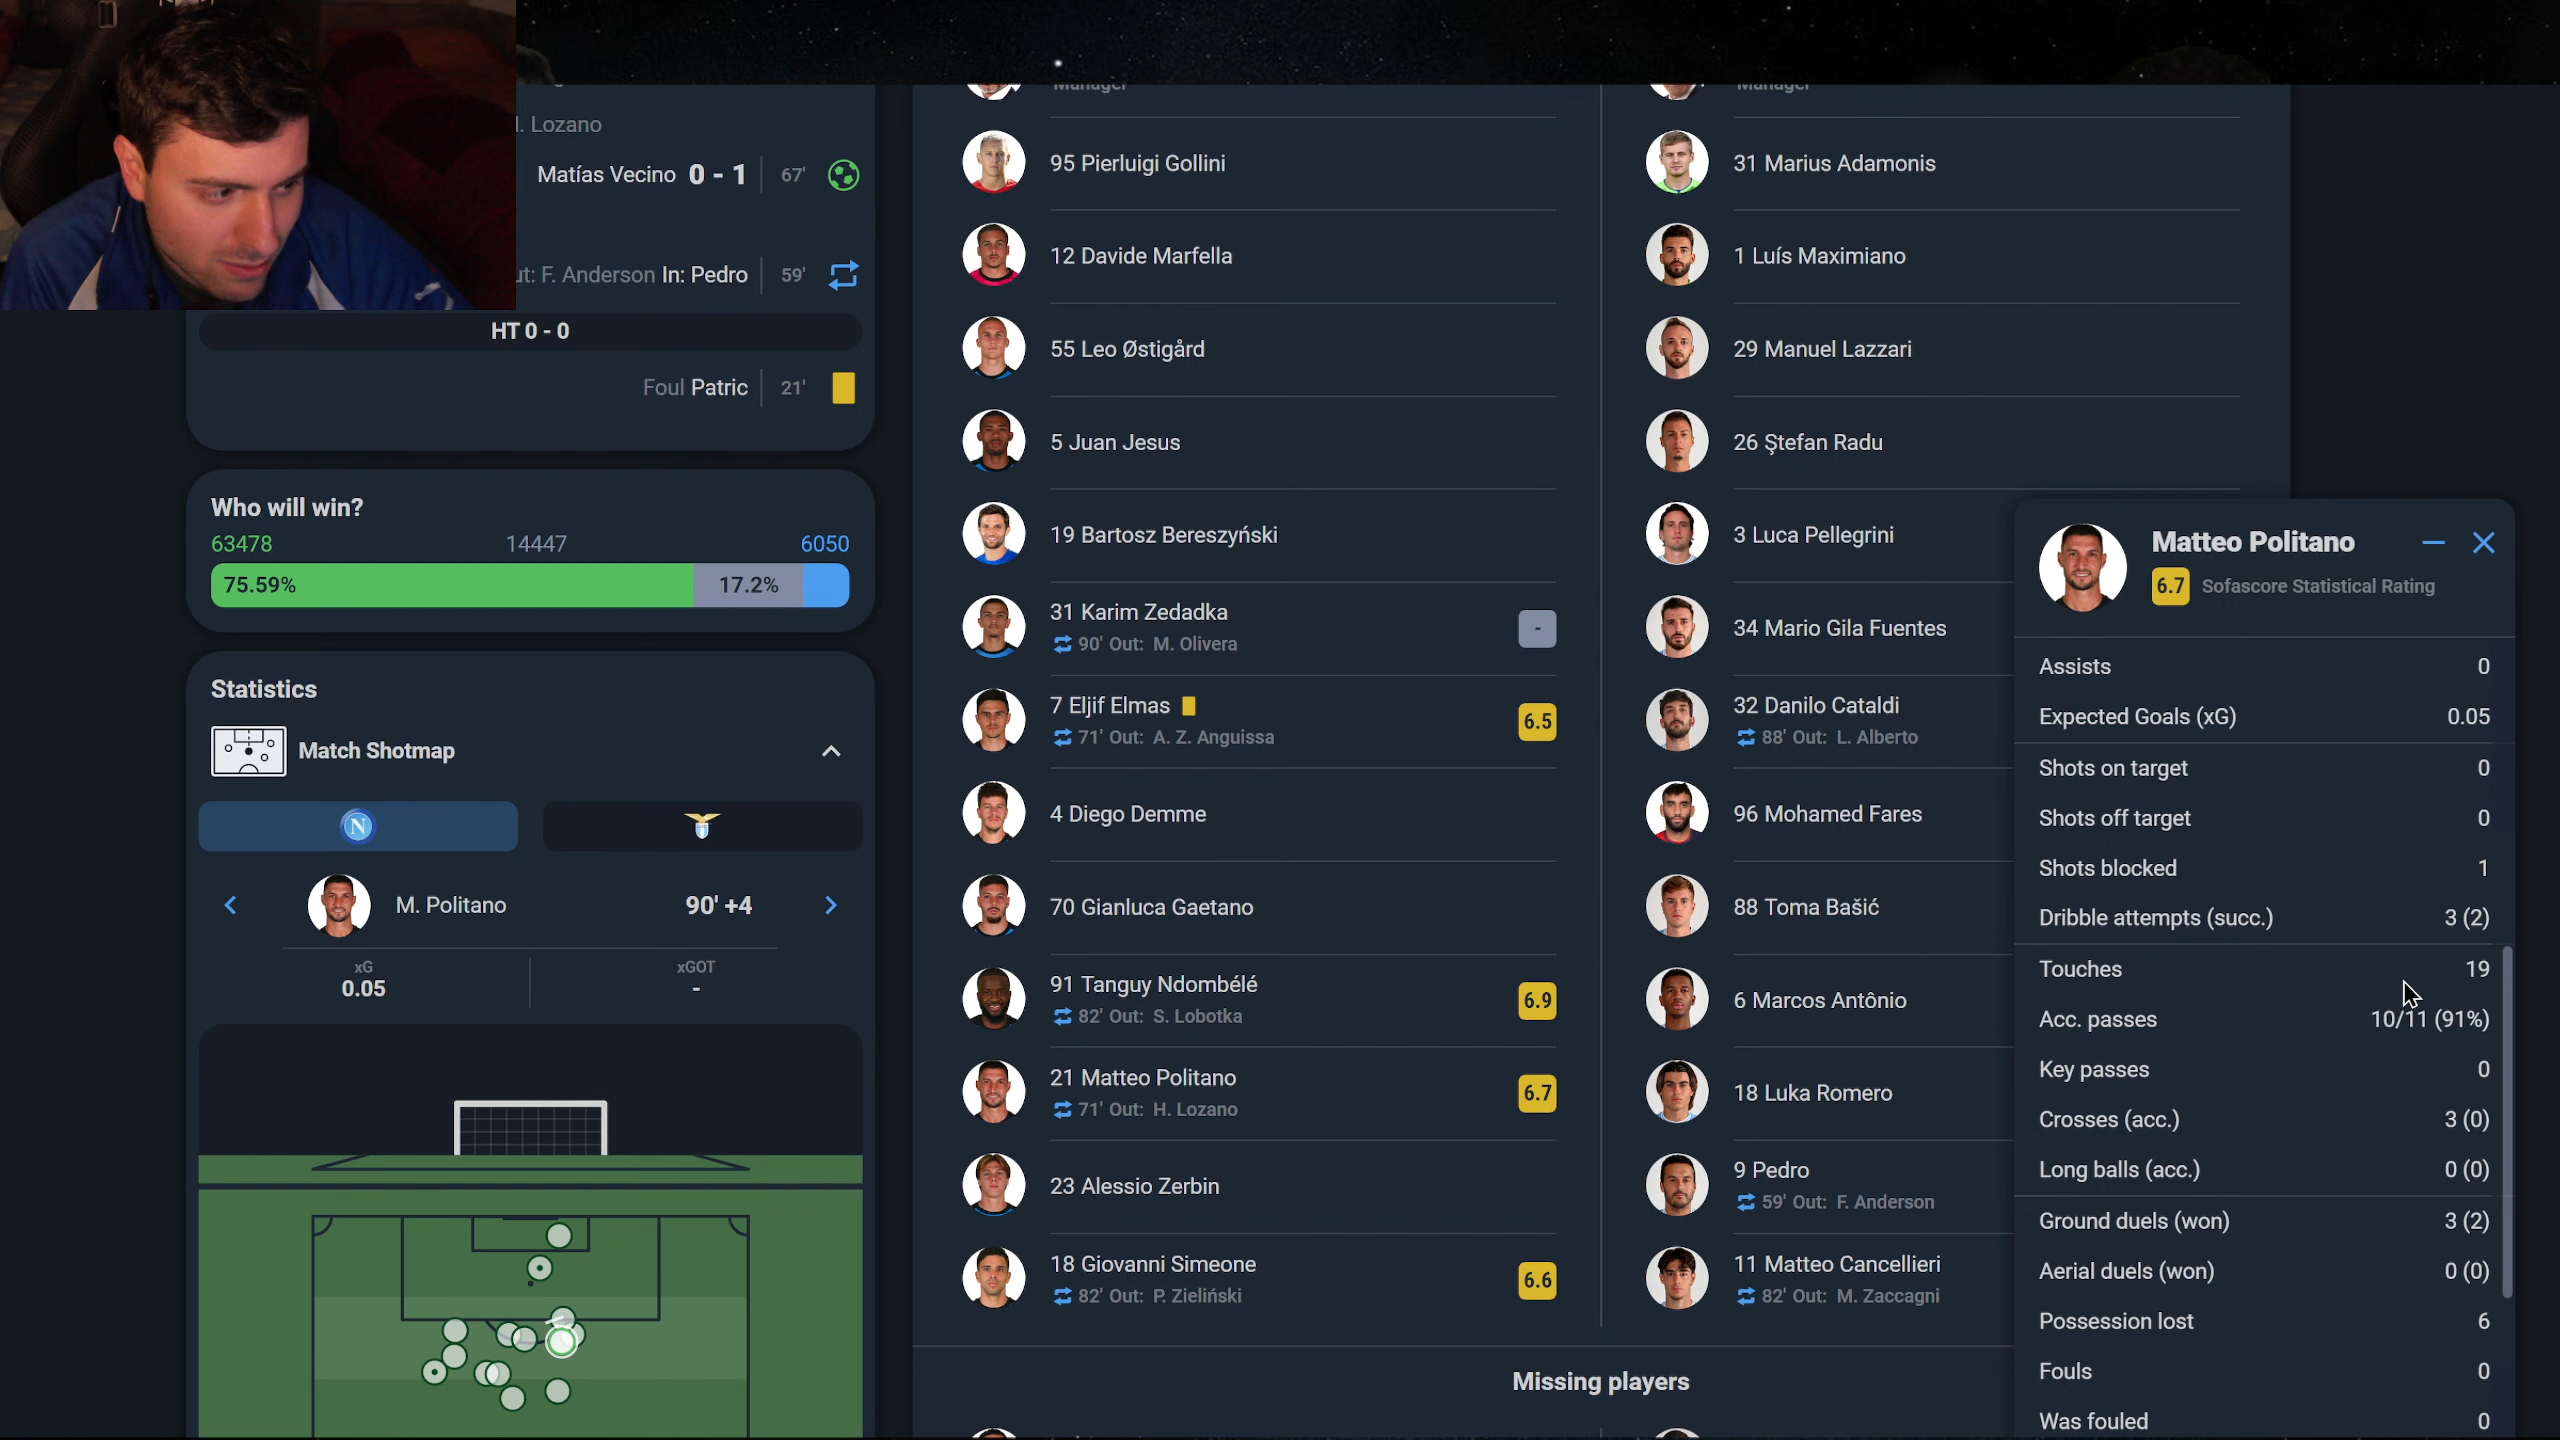 Lozano
Matías Vecino 0 - 1 67'
F. Anderson In: Pedro 59'
HT 0 - 0
Foul Patric 21'
Who will win?
63478 14447 6050
75.59% 17.2%
Statistics
Match Shotmap
N
M. Politano 90' +4
xG xGOT
0.05 -
Manager
95 Pierluigi Gollini
12 Davide Marfella
55 Leo Østigård
5 Juan Jesus
19 Bartosz Bereszyński
31 Karim Zedadka
90' Out: M. Olivera
-
7 Eljif Elmas
71' Out: A. Z. Anguissa
6.5
4 Diego Demme
70 Gianluca Gaetano
91 Tanguy Ndombélé
82' Out: S. Lobotka
6.9
21 Matteo Politano
71' Out: H. Lozano
6.7
23 Alessio Zerbin
18 Giovanni Simeone
82' Out: P. Zieliński
6.6
Manager
31 Marius Adamonis
1 Luís Maximiano
29 Manuel Lazzari
26 Ştefan Radu
3 Luca Pellegrini
34 Mario Gila Fuentes
32 Danilo Cataldi
88' Out: L. Alberto
96 Mohamed Fares
88 Toma Bašić
6 Marcos Antônio
18 Luka Romero
9 Pedro
59' Out: F. Anderson
11 Matteo Cancellieri
82' Out: M. Zaccagni
Missing players
Matteo Politano
6.7 Sofascore Statistical Rating
Assists 0
Expected Goals (xG) 0.05
Shots on target 0
Shots off target 0
Shots blocked 1
Dribble attempts (succ.) 3 (2)
Touches 19
Acc. passes 10/11 (91%)
Key passes 0
Crosses (acc.) 3 (0)
Long balls (acc.) 0 (0)
Ground duels (won) 3 (2)
Aerial duels (won) 0 (0)
Possession lost 6
Fouls 0
Was fouled 0